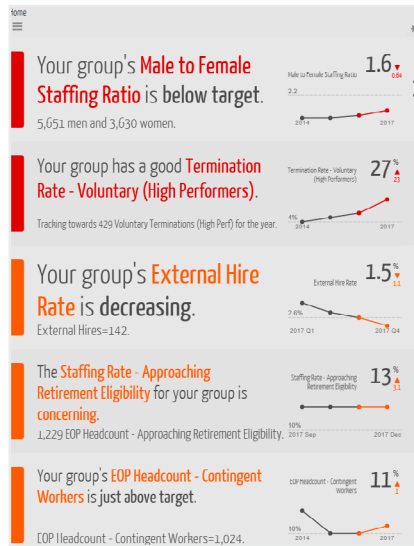 Home
Your group's Male to Female
Staffing Ratio is below target.
5,651 men and 3,630 women.
Male to Female Staffing Ratio
1.6
0.64
2.2
2014
2017
Your group has a good Termination
Rate - Voluntary (High Performers).
Tracking towards 429 Voluntary Terminations (High Perf) for the year.
Termination Rate - Voluntary
(High Performers)
27%
23
4%
2014
2017
Your group's External Hire
Rate is decreasing.
External Hires=142.
External Hire Rate
1.5%
1.1
2.6%
2017 Q1
2017 Q4
The Staffing Rate - Approaching
Retirement Eligibility for your group is
concerning.
1,229 EOP Headcount - Approaching Retirement Eligibility.
Staffing Rate - Approaching
Retirement Eligibility
13%
3.1
10%
2017 Sep
2017 Dec
Your group's EOP Headcount - Contingent
Workers is just above target.
EOP Headcount - Contingent Workers=1,024.
EOP Headcount - Contingent
Workers
11%
1
10%
2014
2017